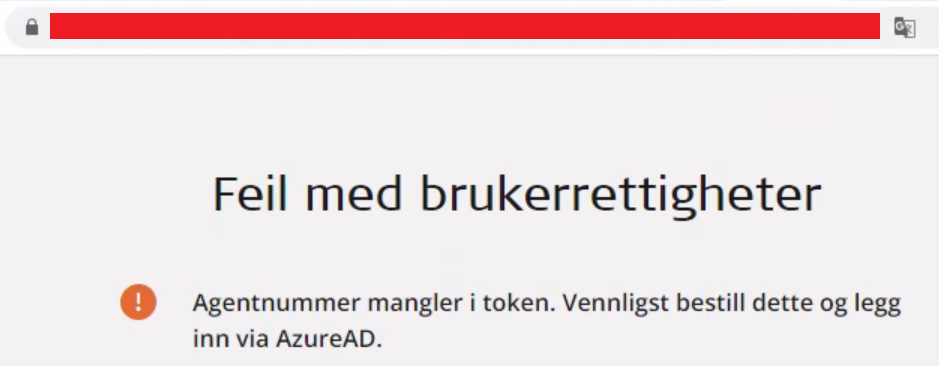 Feil med brukerrettigheter
Agentnummer mangler i token. Vennligst bestill dette og legg
inn via AzureAD.